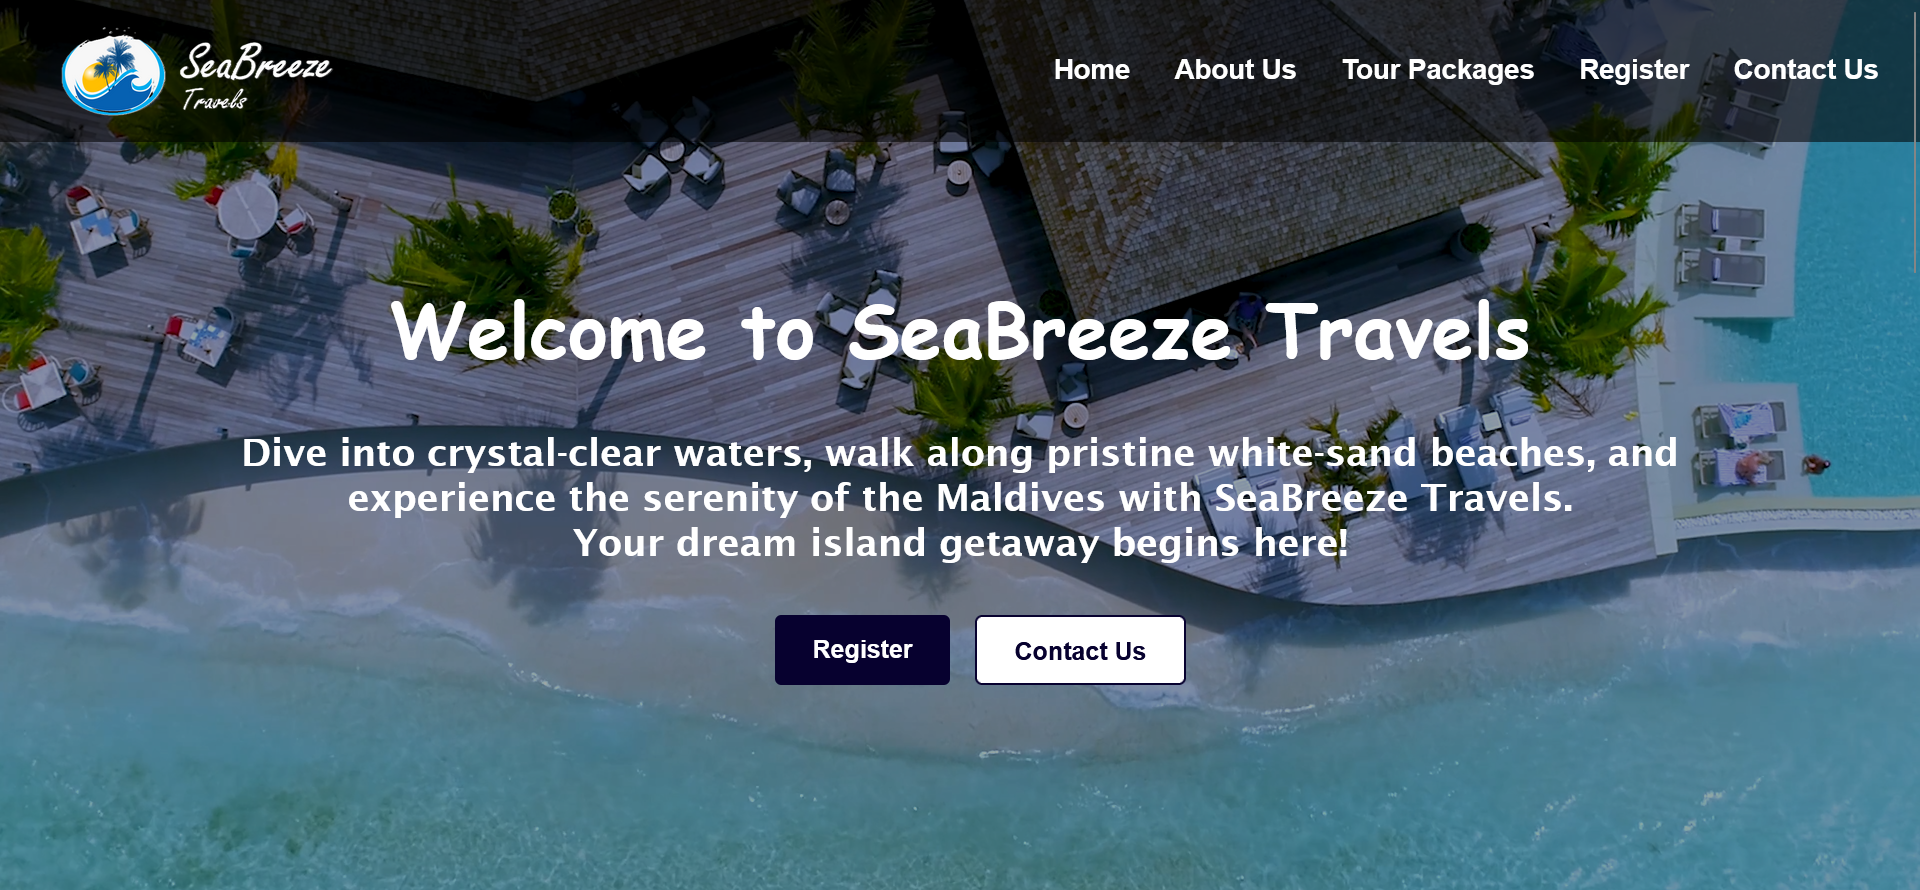 SeaBreeze
Travels
Home About Us Tour Packages Register Contact Us
Welcome to SeaBreeze Travels
Dive into crystal-clear waters, walk along pristine white-sand beaches, and
experience the serenity of the Maldives with SeaBreeze Travels.
Your dream island getaway begins here!
Register Contact Us